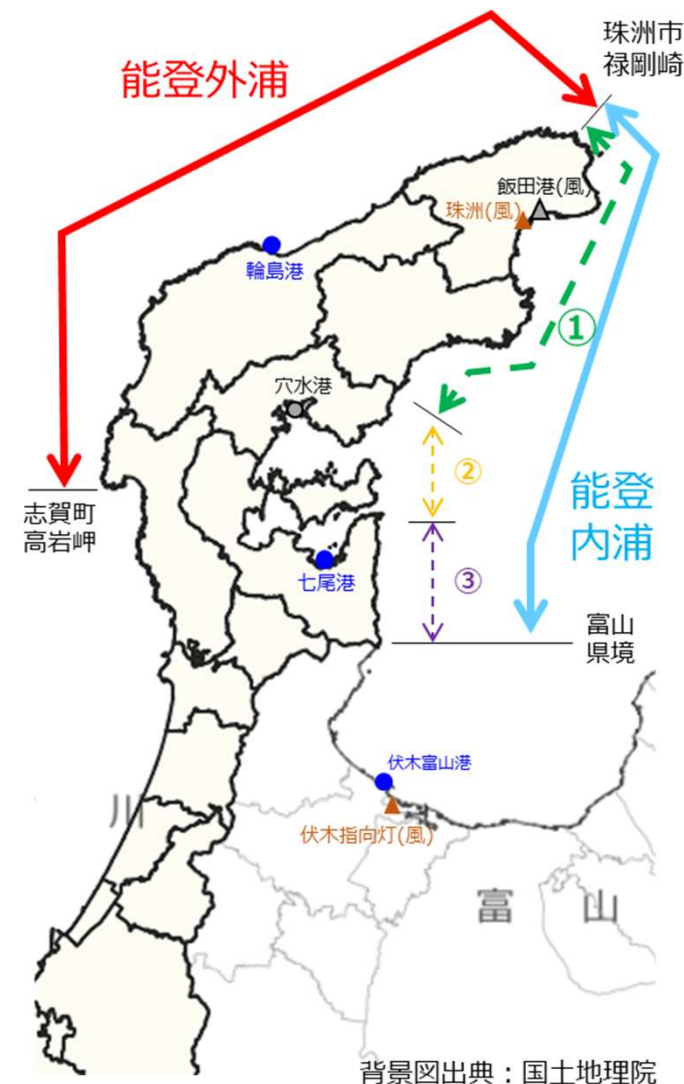 珠洲市
禄剛崎
能登外浦
飯田港(風)
珠洲(風)
輪島港
①
穴水港
②
能登
内浦
志賀町
高岩岬
七尾港
③
富山
県境
伏木富山港
川
伏木指向灯(風)
富　山
背景図出典：国土地理院